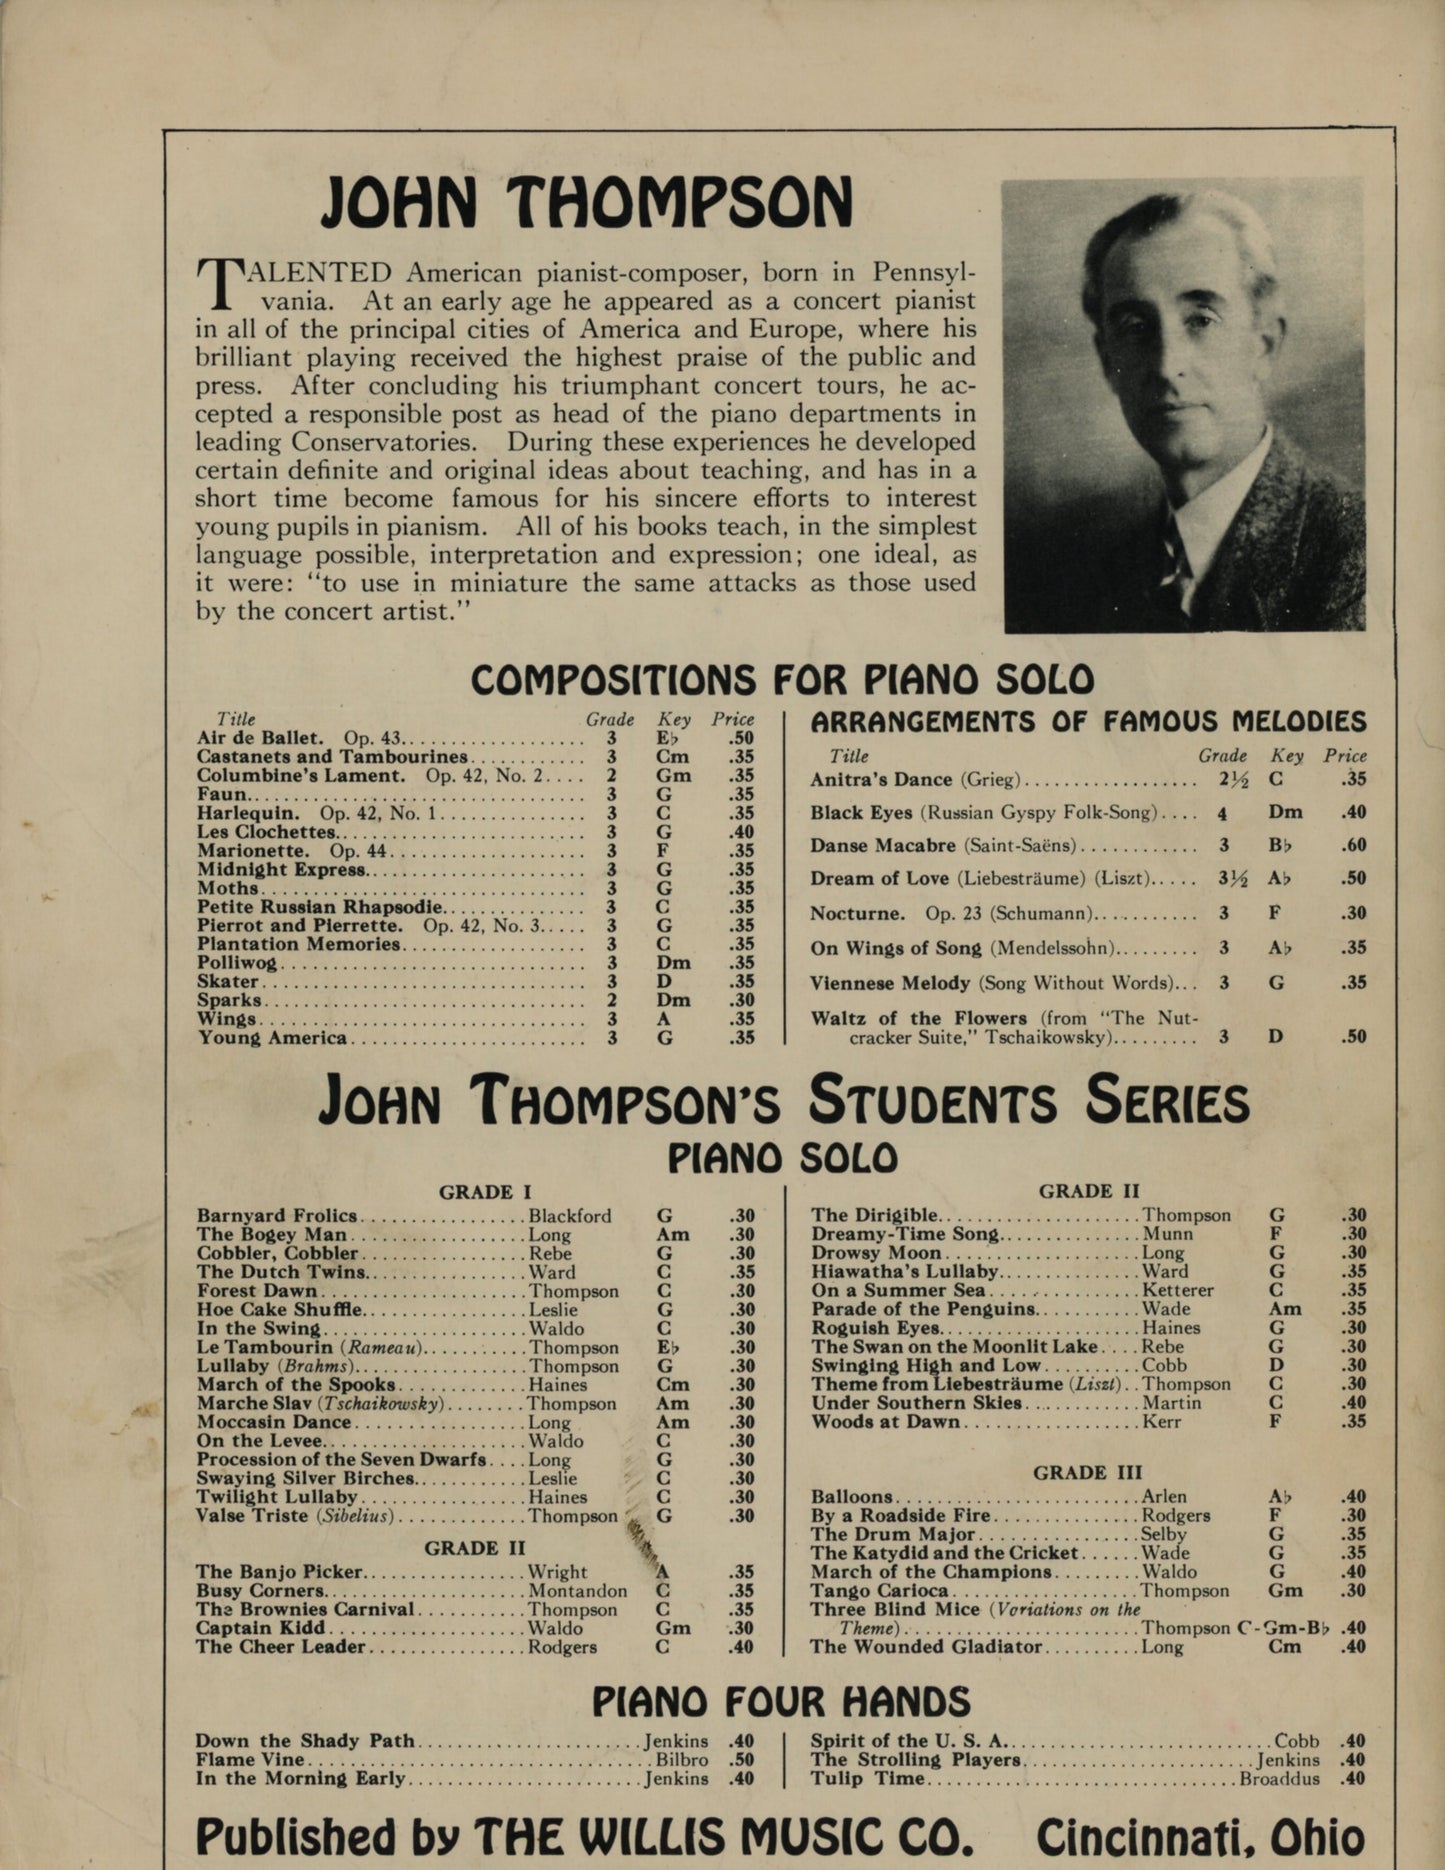 JOHN THOMPSON
TALENTED American pianist-composer, born in Pennsyl-
vania. At an early age he appeared as a concert pianist
in all of the principal cities of America and Europe, where his
brilliant playing received the highest praise of the public and
press. After concluding his triumphant concert tours, he ac-
cepted a responsible post as head of the piano departments in
leading Conservatories. During these experiences he developed
certain definite and original ideas about teaching, and has in a
short time become famous for his sincere efforts to interest
young pupils in pianism. All of his books teach, in the simplest
language possible, interpretation and expression; one ideal, as
it were: "to use in miniature the same attacks as those used
by the concert artist."
COMPOSITIONS FOR PIANO SOLO
Title Grade Key Price
Air de Ballet. Op. 43 3 E♭ .50
Castanets and Tambourines 3 Cm .35
Columbine's Lament. Op. 42, No. 2 2 Gm .35
Faun 3 G .35
Harlequin. Op. 42, No. 1 3 C .35
Les Clochettes 3 G .40
Marionette. Op. 44 3 F .35
Midnight Express 3 G .35
Moths 3 G .35
Petite Russian Rhapsodie 3 C .35
Pierrot and Pierrette. Op. 42, No. 3 3 G .35
Plantation Memories 3 C .35
Polliwog 3 Dm .35
Skater 3 D .35
Sparks 2 Dm .30
Wings 3 A .35
Young America 3 G .35
ARRANGEMENTS OF FAMOUS MELODIES
Title Grade Key Price
Anitra's Dance (Grieg) 2½ C .35
Black Eyes (Russian Gyspy Folk-Song) 4 Dm .40
Danse Macabre (Saint-Saëns) 3 B♭ .60
Dream of Love (Liebesträume) (Liszt) 3½ A♭ .50
Nocturne. Op. 23 (Schumann) 3 F .30
On Wings of Song (Mendelssohn) 3 A♭ .35
Viennese Melody (Song Without Words) 3 G .35
Waltz of the Flowers (from "The Nut-
cracker Suite," Tschaikowsky) 3 D .50
JOHN THOMPSON'S STUDENTS SERIES
PIANO SOLO
GRADE I
Barnyard Frolics Blackford G .30
The Bogey Man Long Am .30
Cobbler, Cobbler Rebe G .30
The Dutch Twins Ward C .35
Forest Dawn Thompson C .30
Hoe Cake Shuffle Leslie G .30
In the Swing Waldo C .30
Le Tambourin (Rameau) Thompson E♭ .30
Lullaby (Brahms) Thompson G .30
March of the Spooks Haines Cm .30
Marche Slav (Tschaikowsky) Thompson Am .30
Moccasin Dance Long Am .30
On the Levee Waldo C .30
Procession of the Seven Dwarfs Long G .30
Swaying Silver Birches Leslie C .30
Twilight Lullaby Haines C .30
Valse Triste (Sibelius) Thompson G .30
GRADE II
The Banjo Picker Wright A .35
Busy Corners Montandon C .35
The Brownies Carnival Thompson C .35
Captain Kidd Waldo Gm .30
The Cheer Leader Rodgers C .40
GRADE II
The Dirigible Thompson G .30
Dreamy-Time Song Munn F .30
Drowsy Moon Long G .30
Hiawatha's Lullaby Ward G .35
On a Summer Sea Ketterer C .35
Parade of the Penguins Wade Am .35
Roguish Eyes Haines G .30
The Swan on the Moonlit Lake Rebe G .30
Swinging High and Low Cobb D .30
Theme from Liebesträume (Liszt) Thompson C .30
Under Southern Skies Martin C .40
Woods at Dawn Kerr F .35
GRADE III
Balloons Arlen A♭ .40
By a Roadside Fire Rodgers F .30
The Drum Major Selby G .35
The Katydid and the Cricket Wade G .35
March of the Champions Waldo G .40
Tango Carioca Thompson Gm .30
Three Blind Mice (Variations on the
Theme) Thompson C-Gm-B♭ .40
The Wounded Gladiator Long Cm .40
PIANO FOUR HANDS
Down the Shady Path Jenkins .40
Flame Vine Bilbro .50
In the Morning Early Jenkins .40
Spirit of the U. S. A. Cobb .40
The Strolling Players Jenkins .40
Tulip Time Broaddus .40
Published by THE WILLIS MUSIC CO. Cincinnati, Ohio